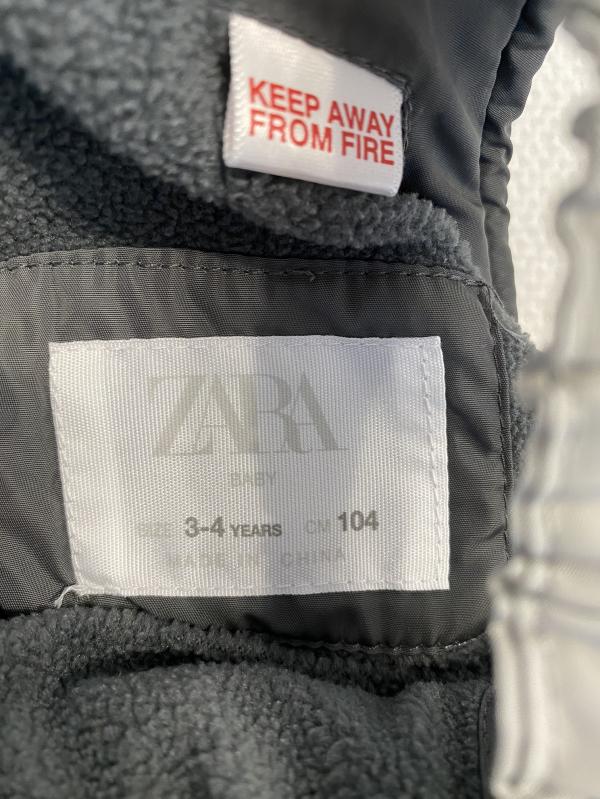 KEEP AWAY
FROM FIRE
ZARA
BABY
SIZE 3-4 YEARS CM 104
MADE IN CHINA